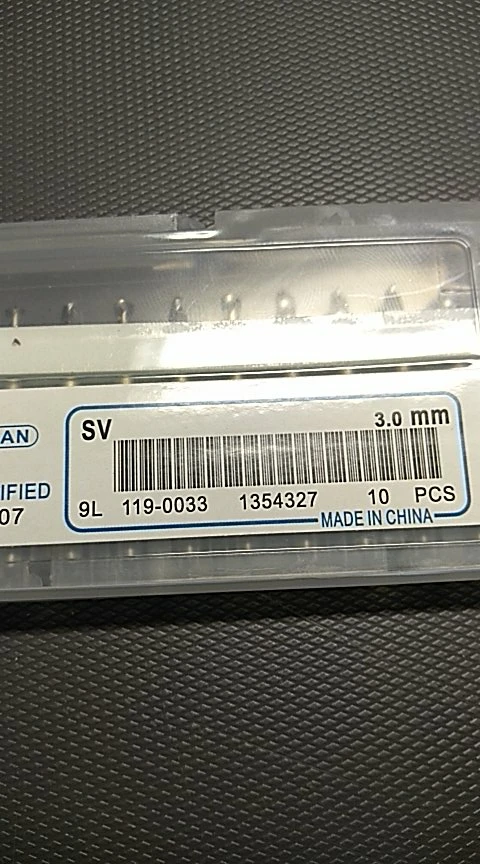 AN
SV 3.0 mm
IFIED
07
9L 119-0033 1354327 10 PCS
MADE IN CHINA